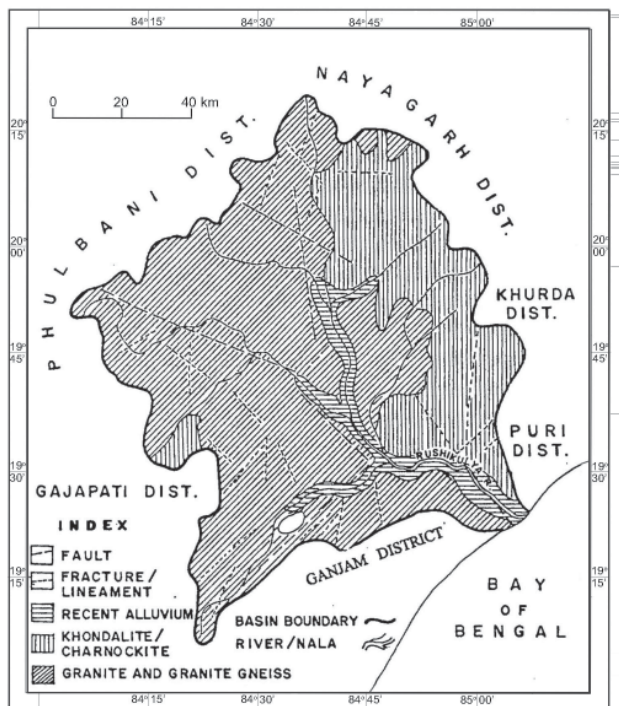 84° 15' 84° 30' 84° 45' 85° 00'
NAYAGARH DIST.
0 20 40 km
20° 15' 20° 15'
PHULBANI DIST.
20° 00' 20° 00'
KHURDA DIST.
19° 45' 19° 45'
PURI DIST.
RUSHIKULYA R.
19° 30' 19° 30'
GAJAPATI DIST.
INDEX
FAULT
FRACTURE/
LINEAMENT
RECENT ALLUVIUM
KHONDALITE/
CHARNOCKITE
GRANITE AND GRANITE GNEISS
GANJAM DISTRICT
19° 15' 19° 15'
BASIN BOUNDARY
RIVER/NALA
BAY
OF
BENGAL
84° 15' 84° 30' 84° 45' 85° 00'